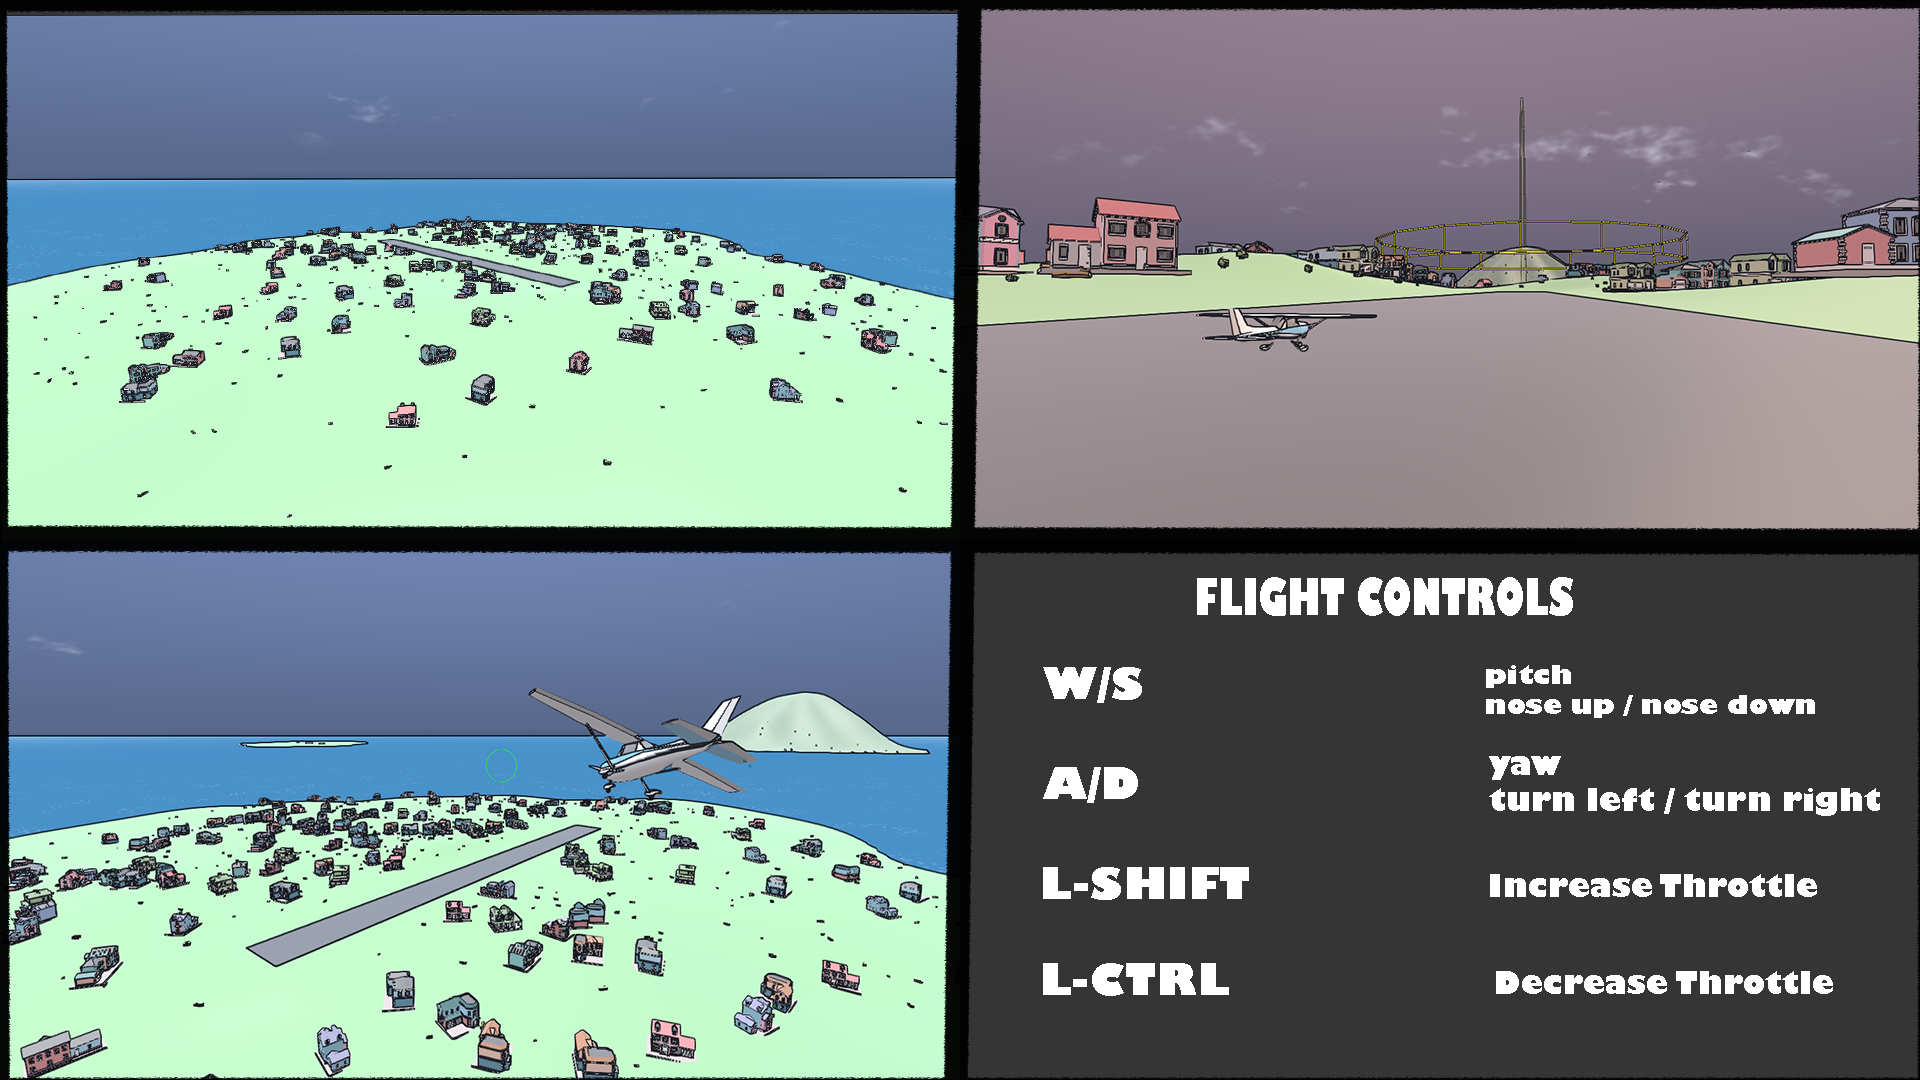 FLIGHT CONTROLS
W/S
pitch
nose up / nose down
A/D
yaw
turn left / turn right
L-SHIFT
Increase Throttle
L-CTRL
Decrease Throttle